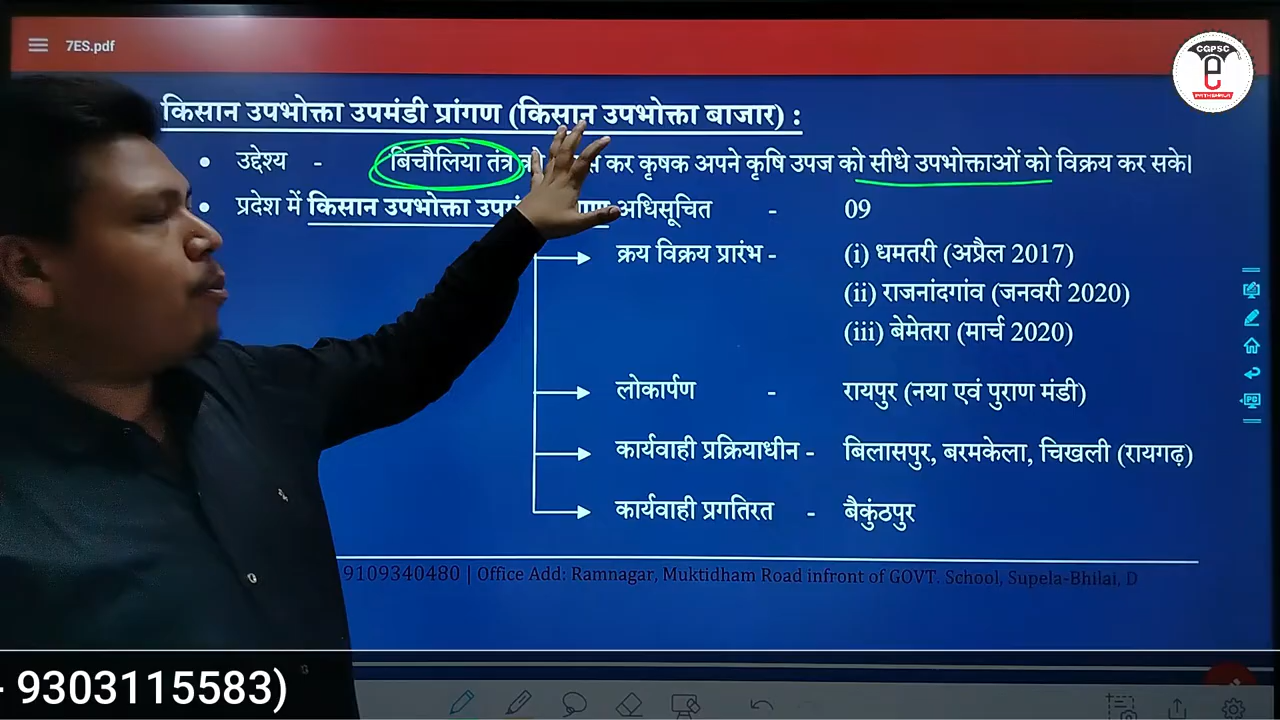 7ES.pdf
CGPSC
किसान उपभोक्ता उपमंडी प्रांगण (किसान उपभोक्ता बाजार) :
• उद्देश्य - बिचौलिया तंत्र कर कृषक अपने कृषि उपज को सीधे उपभोक्ताओं को विक्रय कर सके।
• प्रदेश में किसान उपभोक्ता अधिसूचित - 09
क्रय विक्रय प्रारंभ - (i) धमतरी (अप्रैल 2017)
(ii) राजनांदगांव (जनवरी 2020)
(iii) बेमेतरा (मार्च 2020)
लोकार्पण - रायपुर (नया एवं पुराण मंडी)
कार्यवाही प्रक्रियाधीन - बिलासपुर, बरमकेला, चिखली (रायगढ़)
कार्यवाही प्रगतिरत - बैकुंठपुर
9109340480 | Office Add: Ramnagar, Muktidham Road infront of GOVT. School, Supela-Bhilai, D
- 9303115583)